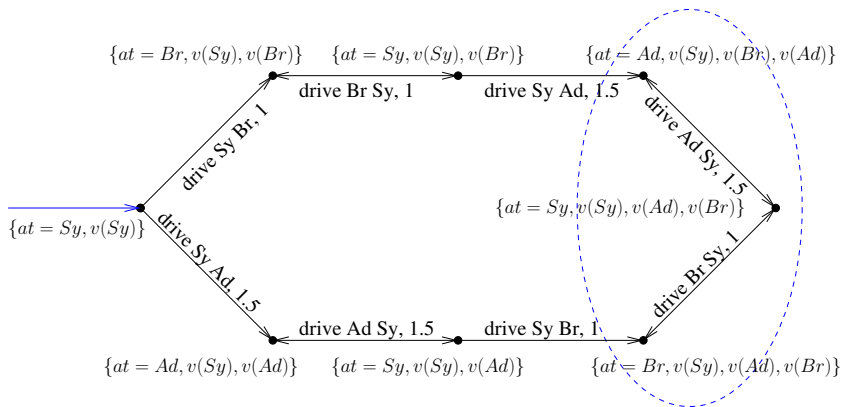 {at = Br, v(Sy), v(Br)}
{at = Sy, v(Sy), v(Br)}
{at = Ad, v(Sy), v(Br), v(Ad)}
drive Br Sy, 1
drive Sy Ad, 1.5
drive Sy Br, 1
drive Ad Sy, 1.5
{at = Sy, v(Sy)}
{at = Sy, v(Sy), v(Ad), v(Br)}
drive Sy Ad, 1.5
drive Br Sy, 1
drive Ad Sy, 1.5
drive Sy Br, 1
{at = Ad, v(Sy), v(Ad)}
{at = Sy, v(Sy), v(Ad)}
{at = Br, v(Sy), v(Ad), v(Br)}